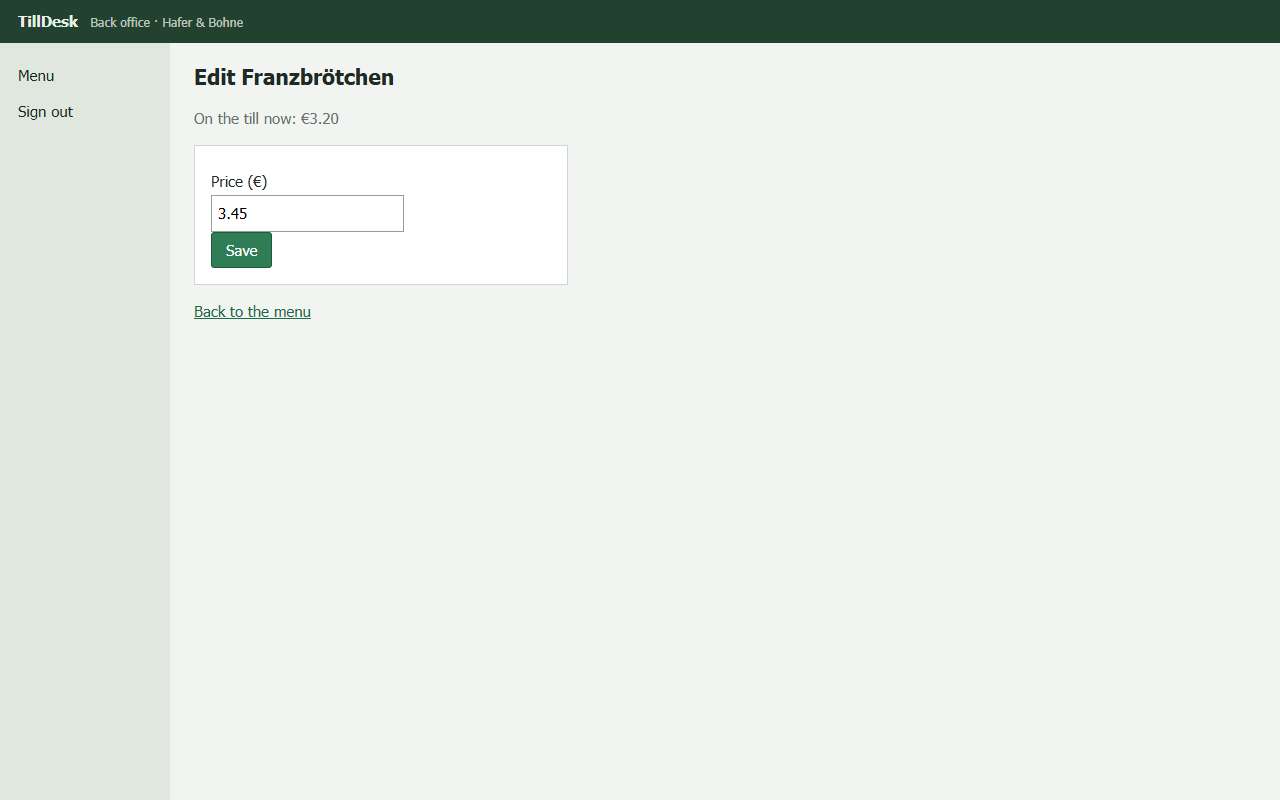 TillDesk Back office · Hafer & Bohne
Menu
Sign out
Edit Franzbrötchen
On the till now: €3.20
Price (€)
3.45
Save
Back to the menu